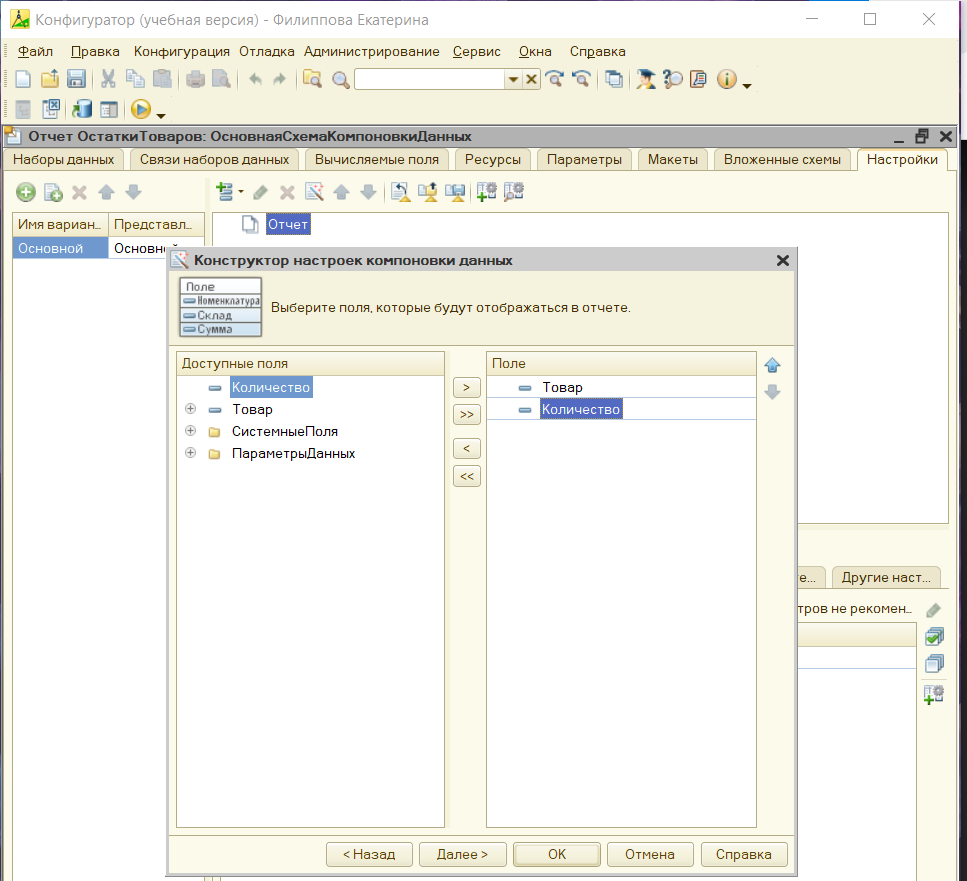 Конфигуратор (учебная версия) - Филиппова Екатерина
Файл Правка Конфигурация Отладка Администрирование Сервис Окна Справка
Отчет ОстаткиТоваров: ОсновнаяСхемаКомпоновкиДанных
Наборы данных Связи наборов данных Вычисляемые поля Ресурсы Параметры Макеты Вложенные схемы Настройки
Имя вариан... Представл...
Отчет
Основной Основной
Конструктор настроек компоновки данных
Поле
Номенклатура
Склад
Сумма
Выберите поля, которые будут отображаться в отчете.
Доступные поля
Количество
Товар
СистемныеПоля
ПараметрыДанных
>
>>
<
<<
Поле
Товар
Количество
е... Другие наст...
тров не рекомен...
< Назад Далее > OK Отмена Справка